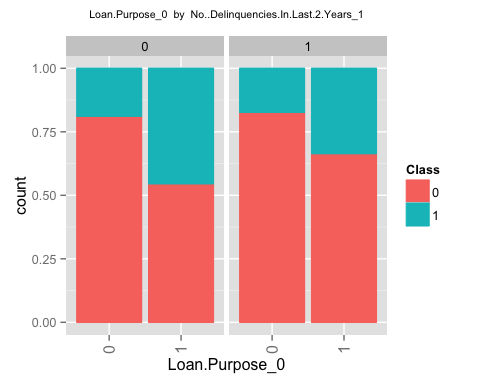 Loan.Purpose_0 by No..Delinquencies.In.Last.2.Years_1
0 1
1.00
0.75
0.50
0.25
0.00
count
0 1 0 1
Loan.Purpose_0
Class
0
1